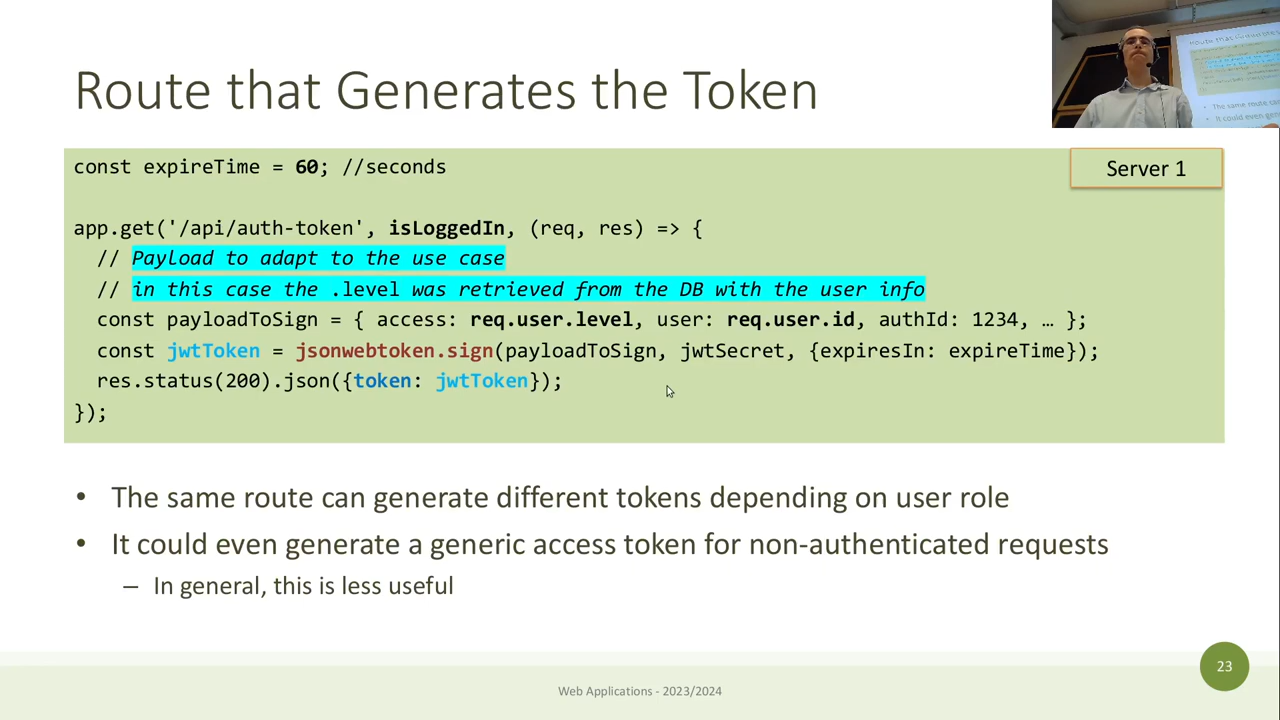 Route that Generates the Token
const expireTime = 60; //seconds
Server 1
app.get('/api/auth-token', isLoggedIn, (req, res) => {
// Payload to adapt to the use case
// in this case the .level was retrieved from the DB with the user info
const payloadToSign = { access: req.user.level, user: req.user.id, authId: 1234, … };
const jwtToken = jsonwebtoken.sign(payloadToSign, jwtSecret, {expiresIn: expireTime});
res.status(200).json({token: jwtToken});
});
• The same route can generate different tokens depending on user role
• It could even generate a generic access token for non-authenticated requests
– In general, this is less useful
23
Web Applications - 2023/2024